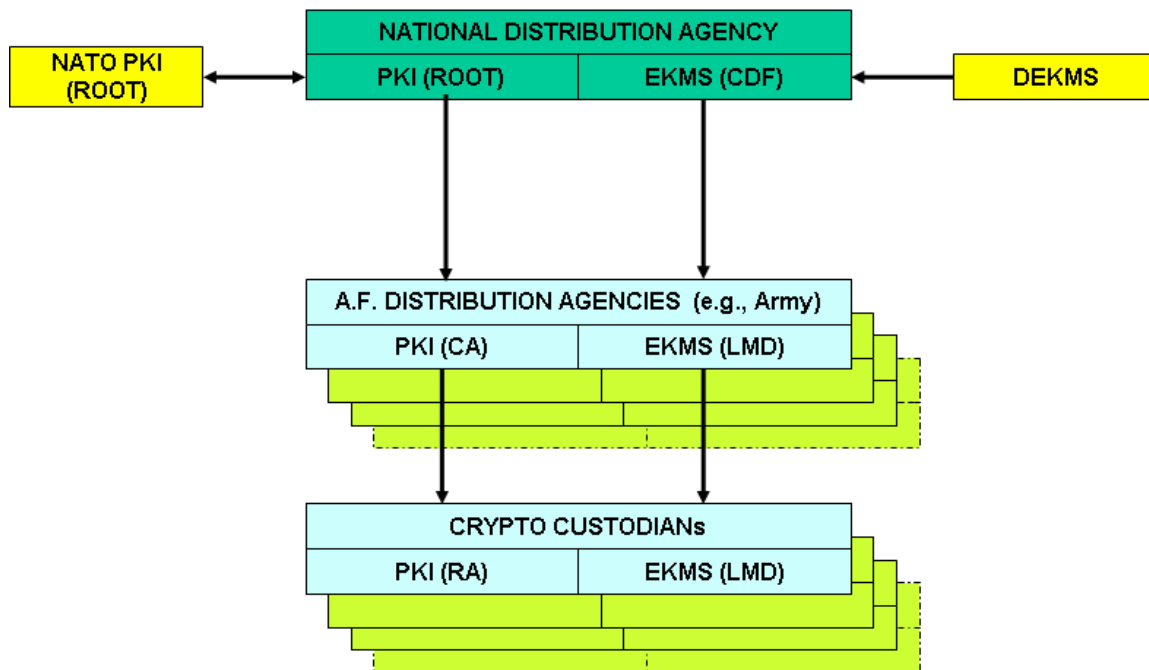 NATIONAL DISTRIBUTION AGENCY
NATO PKI
(ROOT)
PKI (ROOT)
EKMS (CDF)
DEKMS
A.F. DISTRIBUTION AGENCIES (e.g., Army)
PKI (CA)
EKMS (LMD)
CRYPTO CUSTODIANs
PKI (RA)
EKMS (LMD)